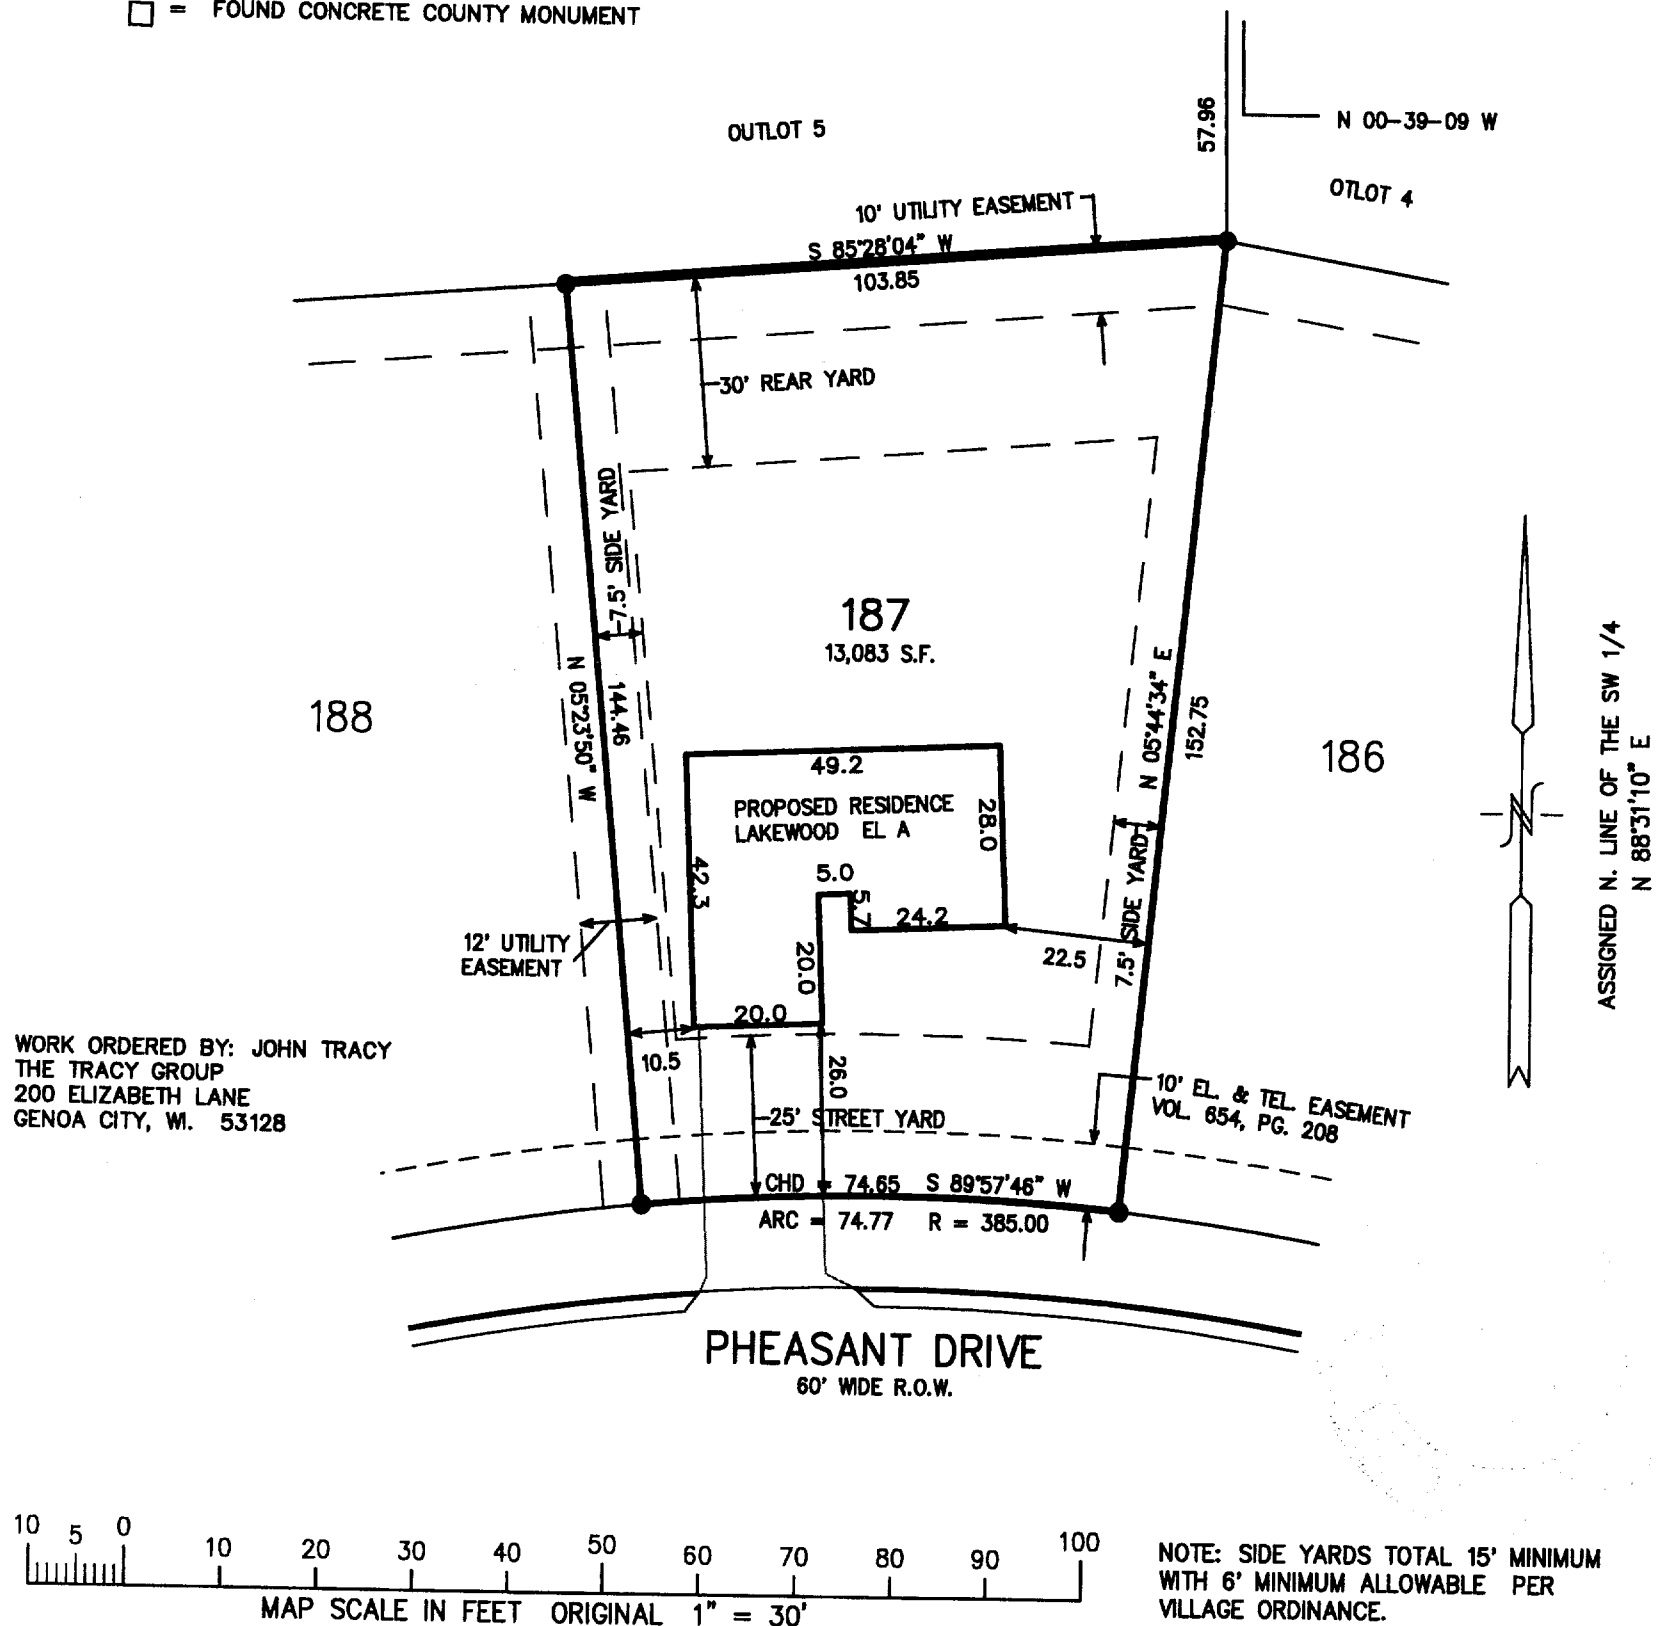 = FOUND CONCRETE COUNTY MONUMENT
57.96
N 00-39-09 W
OUTLOT 5
OTLOT 4
10' UTILITY EASEMENT
S 85°28'04" W
103.85
30' REAR YARD
7.5' SIDE YARD
187
13,083 S.F.
N 05°23'50" W
144.46
188
N 05°44'34" E
152.75
186
ASSIGNED N. LINE OF THE SW 1/4
N 88°31'10" E
N
49.2
PROPOSED RESIDENCE
LAKEWOOD EL A
28.0
42.3
5.0
5.7
24.2
20.0
20.0
22.5
7.5' SIDE YARD
12' UTILITY
EASEMENT
10.5
26.0
WORK ORDERED BY: JOHN TRACY
THE TRACY GROUP
200 ELIZABETH LANE
GENOA CITY, WI. 53128
25' STREET YARD
10' EL. & TEL. EASEMENT
VOL. 654, PG. 208
CHD 74.65 S 89°57'46" W
ARC = 74.77 R = 385.00
PHEASANT DRIVE
60' WIDE R.O.W.
10 5 0 10 20 30 40 50 60 70 80 90 100
MAP SCALE IN FEET ORIGINAL 1" = 30'
NOTE: SIDE YARDS TOTAL 15' MINIMUM
WITH 6' MINIMUM ALLOWABLE PER
VILLAGE ORDINANCE.